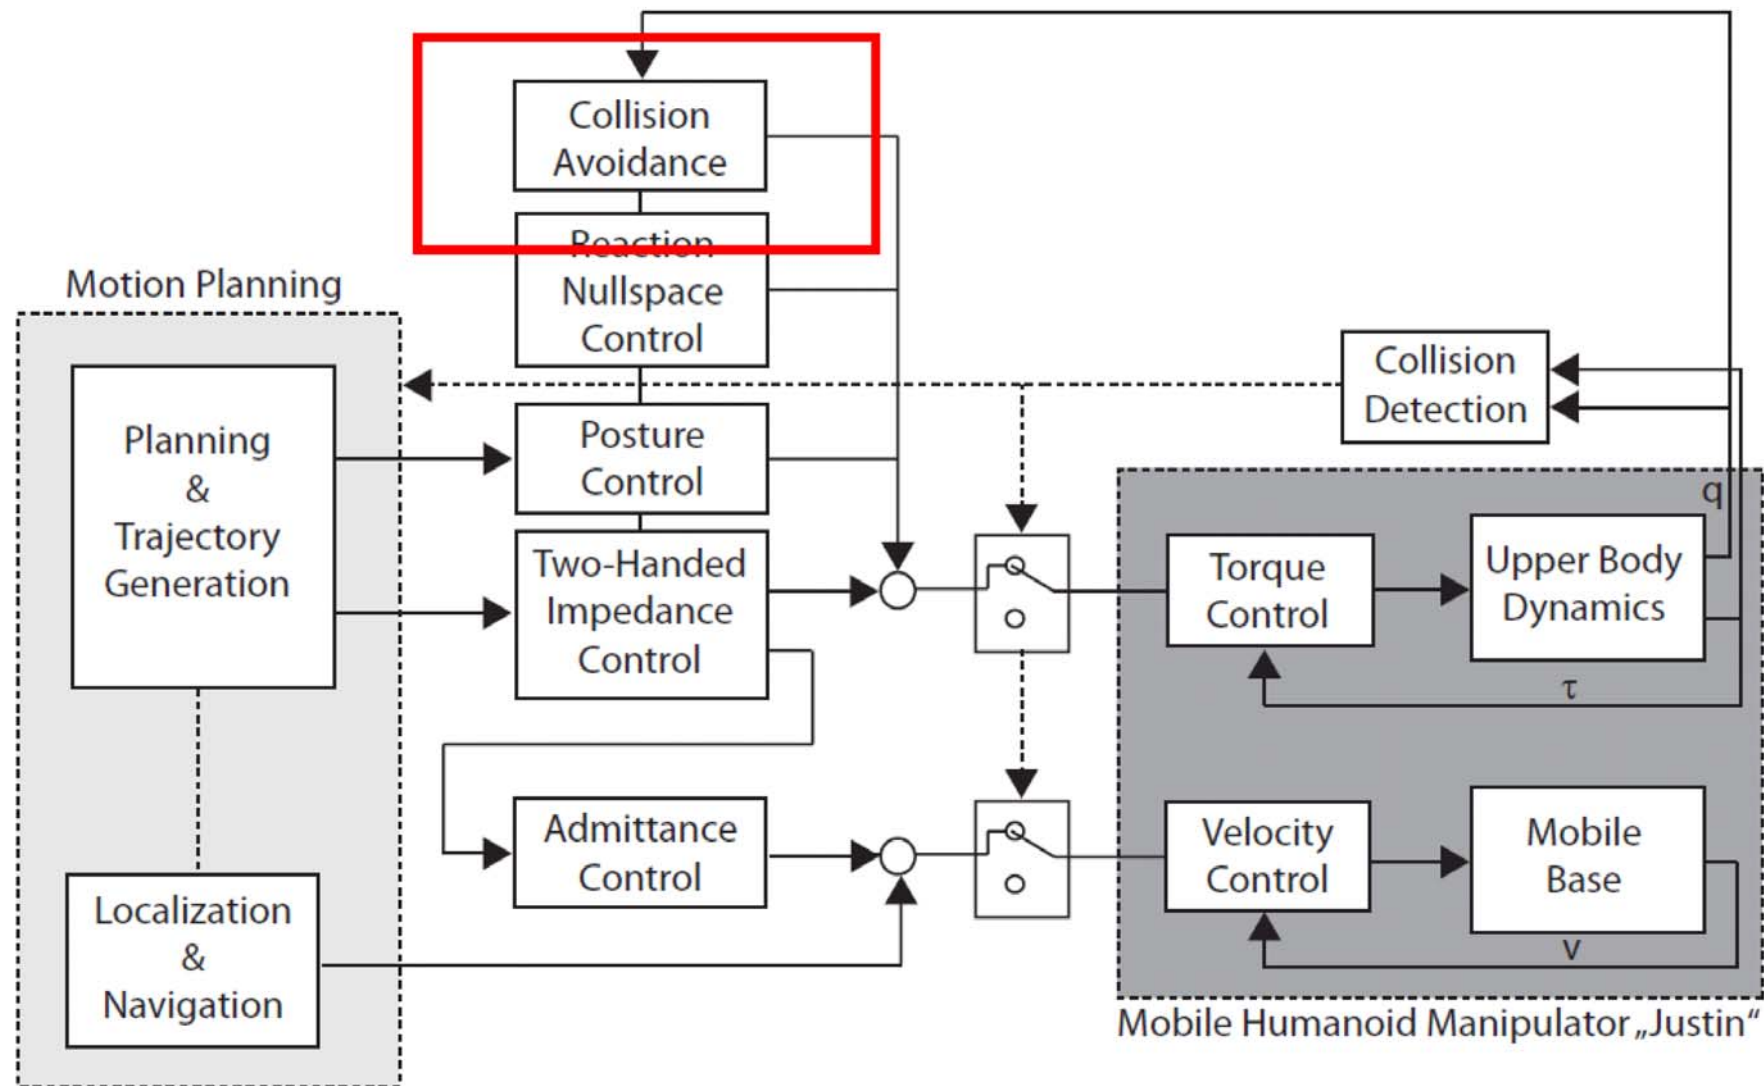 Collision
Avoidance
Reaction
Nullspace
Control
Motion Planning
Planning
&
Trajectory
Generation
Posture
Control
Two-Handed
Impedance
Control
Collision
Detection
q
Torque
Control
Upper Body
Dynamics
τ
Admittance
Control
Velocity
Control
Mobile
Base
v
Localization
&
Navigation
Mobile Humanoid Manipulator „Justin“